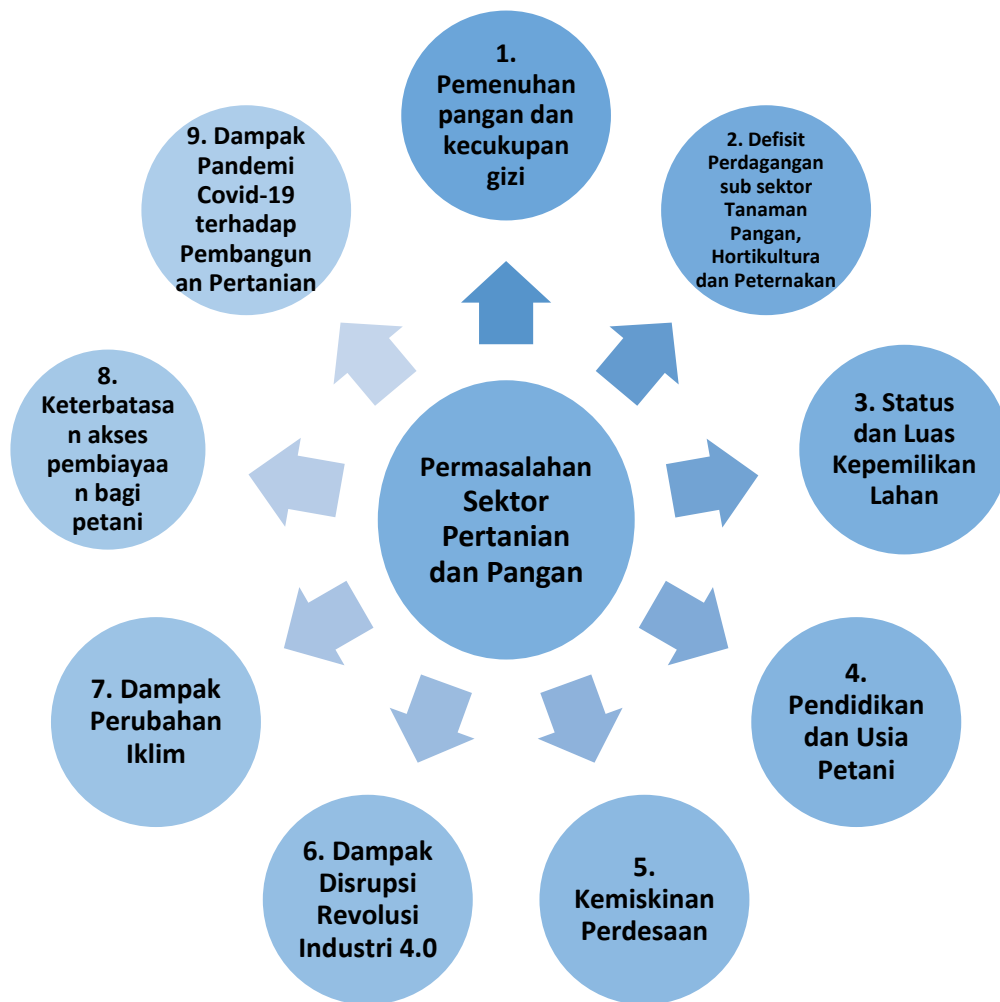 1.
Pemenuhan
pangan dan
kecukupan
gizi
2. Defisit
Perdagangan
sub sektor
Tanaman
Pangan,
Hortikultura
dan Peternakan
3. Status
dan Luas
Kepemilikan
Lahan
4.
Pendidikan
dan Usia
Petani
5.
Kemiskinan
Perdesaan
6. Dampak
Disrupsi
Revolusi
Industri 4.0
7. Dampak
Perubahan
Iklim
8.
Keterbatasa
n akses
pembiayaa
n bagi
petani
9. Dampak
Pandemi
Covid-19
terhadap
Pembangun
an Pertanian
Permasalahan
Sektor
Pertanian
dan Pangan